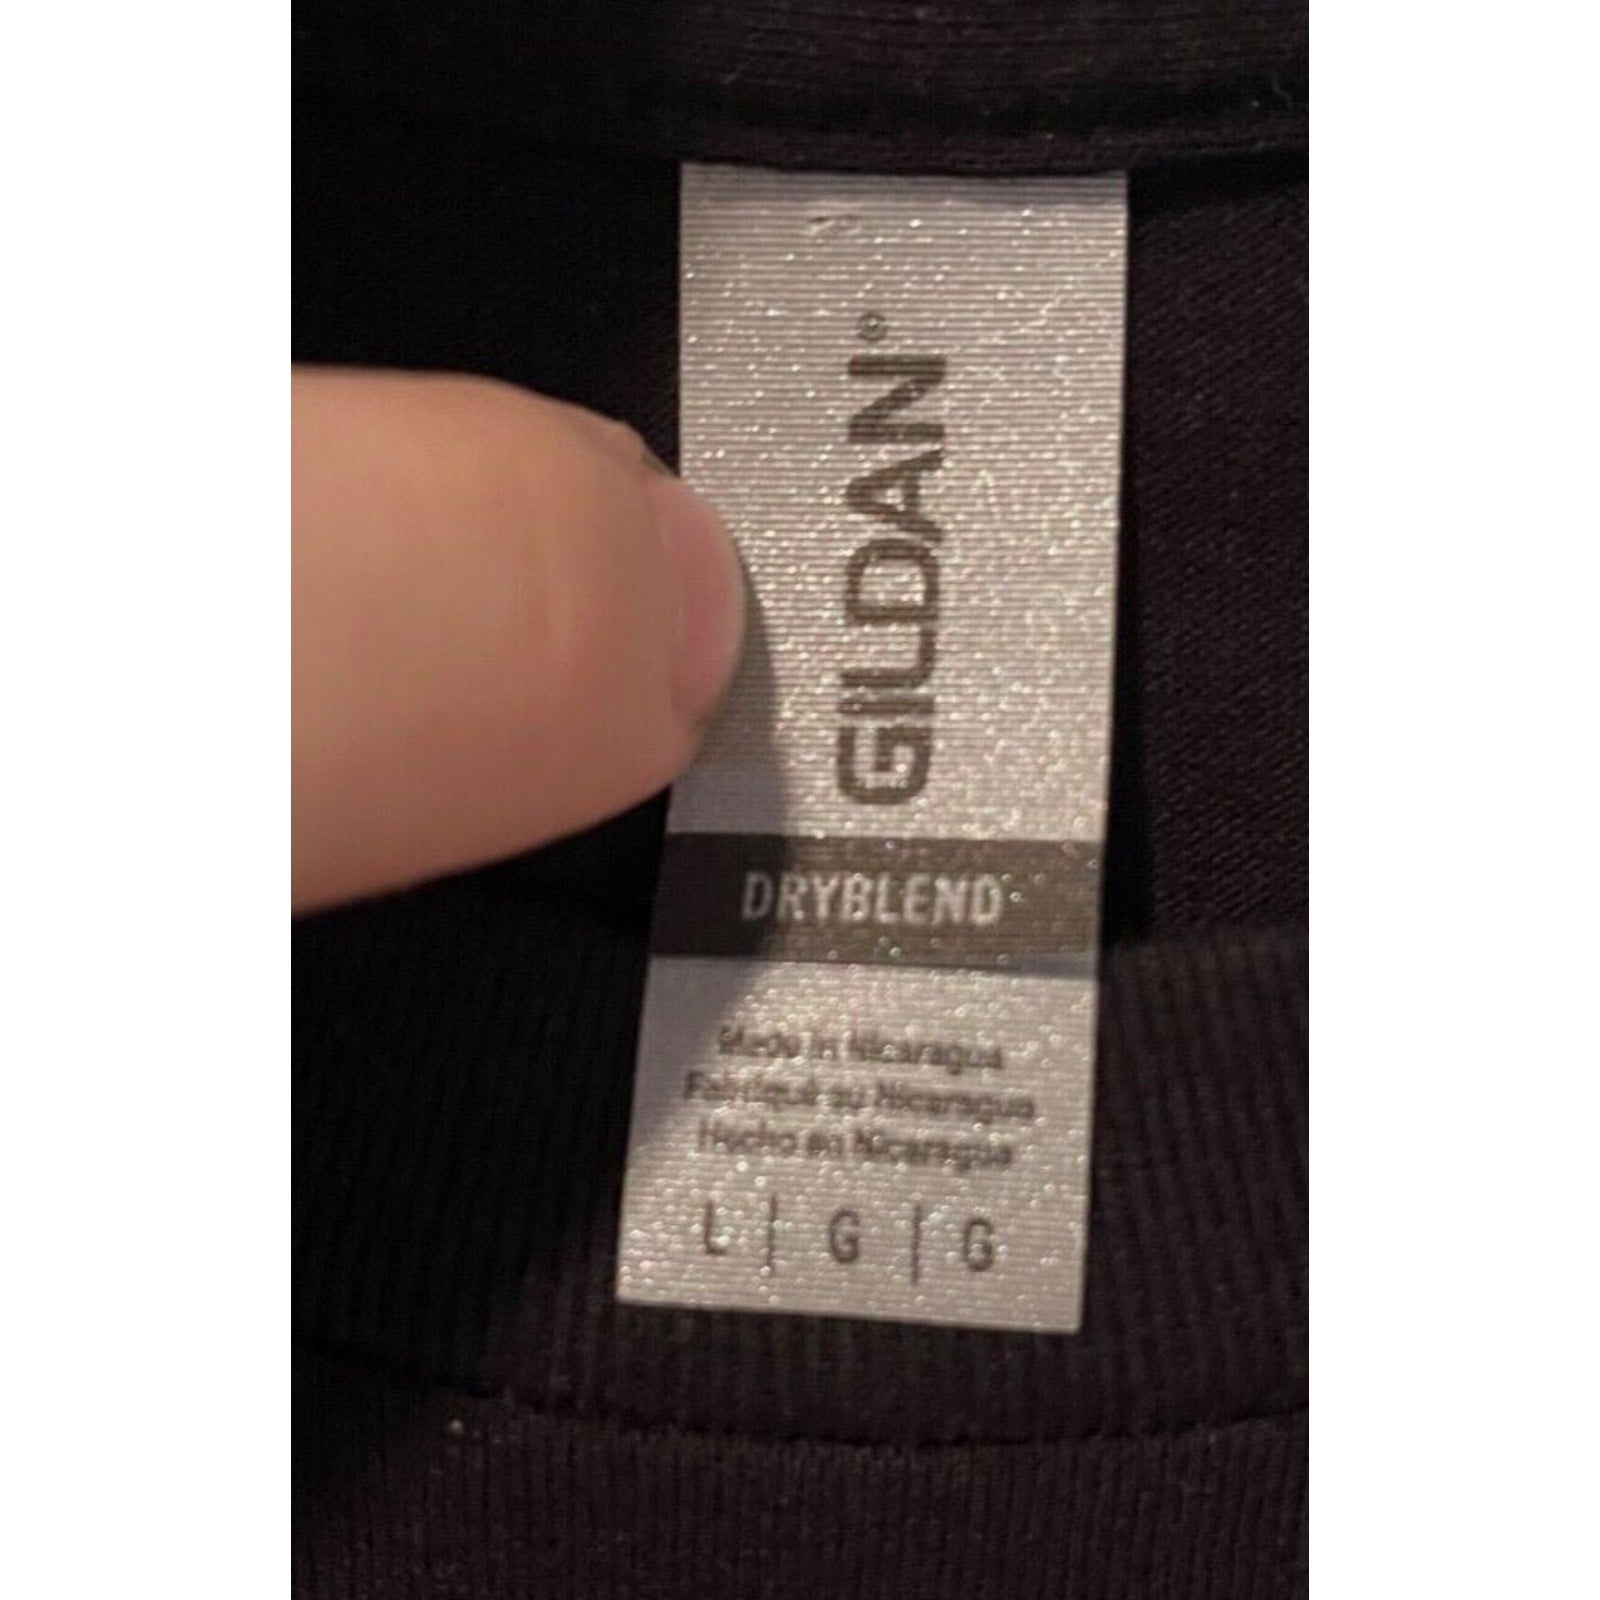 GILDAN®
DRYBLEND
Made in Nicaragua
Fabriqué au Nicaragua
Hecho en Nicaragua
L | G | G